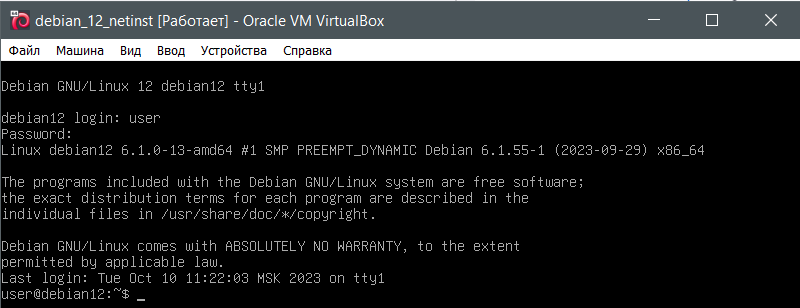 debian_12_netinst [Работает] - Oracle VM VirtualBox
Файл Машина Вид Ввод Устройства Справка
Debian GNU/Linux 12 debian12 tty1
debian12 login: user
Password:
Linux debian12 6.1.0-13-amd64 #1 SMP PREEMPT_DYNAMIC Debian 6.1.55-1 (2023-09-29) x86_64
The programs included with the Debian GNU/Linux system are free software;
the exact distribution terms for each program are described in the
individual files in /usr/share/doc/*/copyright.
Debian GNU/Linux comes with ABSOLUTELY NO WARRANTY, to the extent
permitted by applicable law.
Last login: Tue Oct 10 11:22:03 MSK 2023 on tty1
user@debian12:~$ _